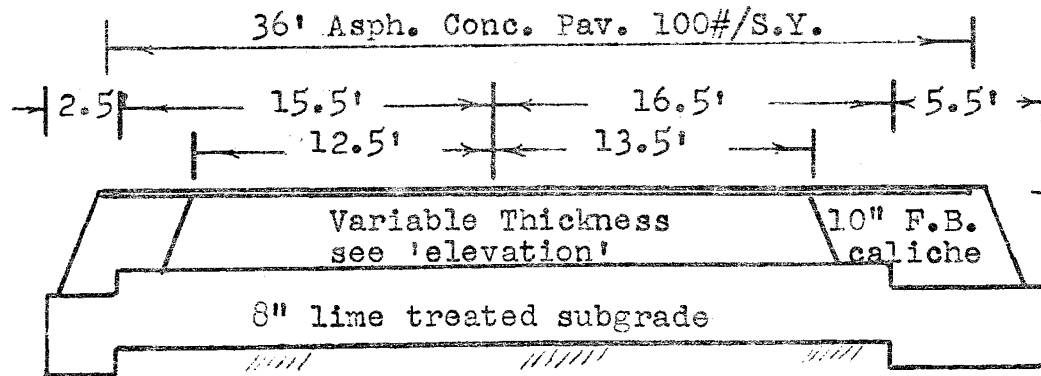 36' Asph. Conc. Pav. 100#/S.Y.
2.5' 15.5' 16.5' 5.5'
12.5' 13.5'
Variable Thickness 10" F.B.
see 'elevation' caliche
8" lime treated subgrade